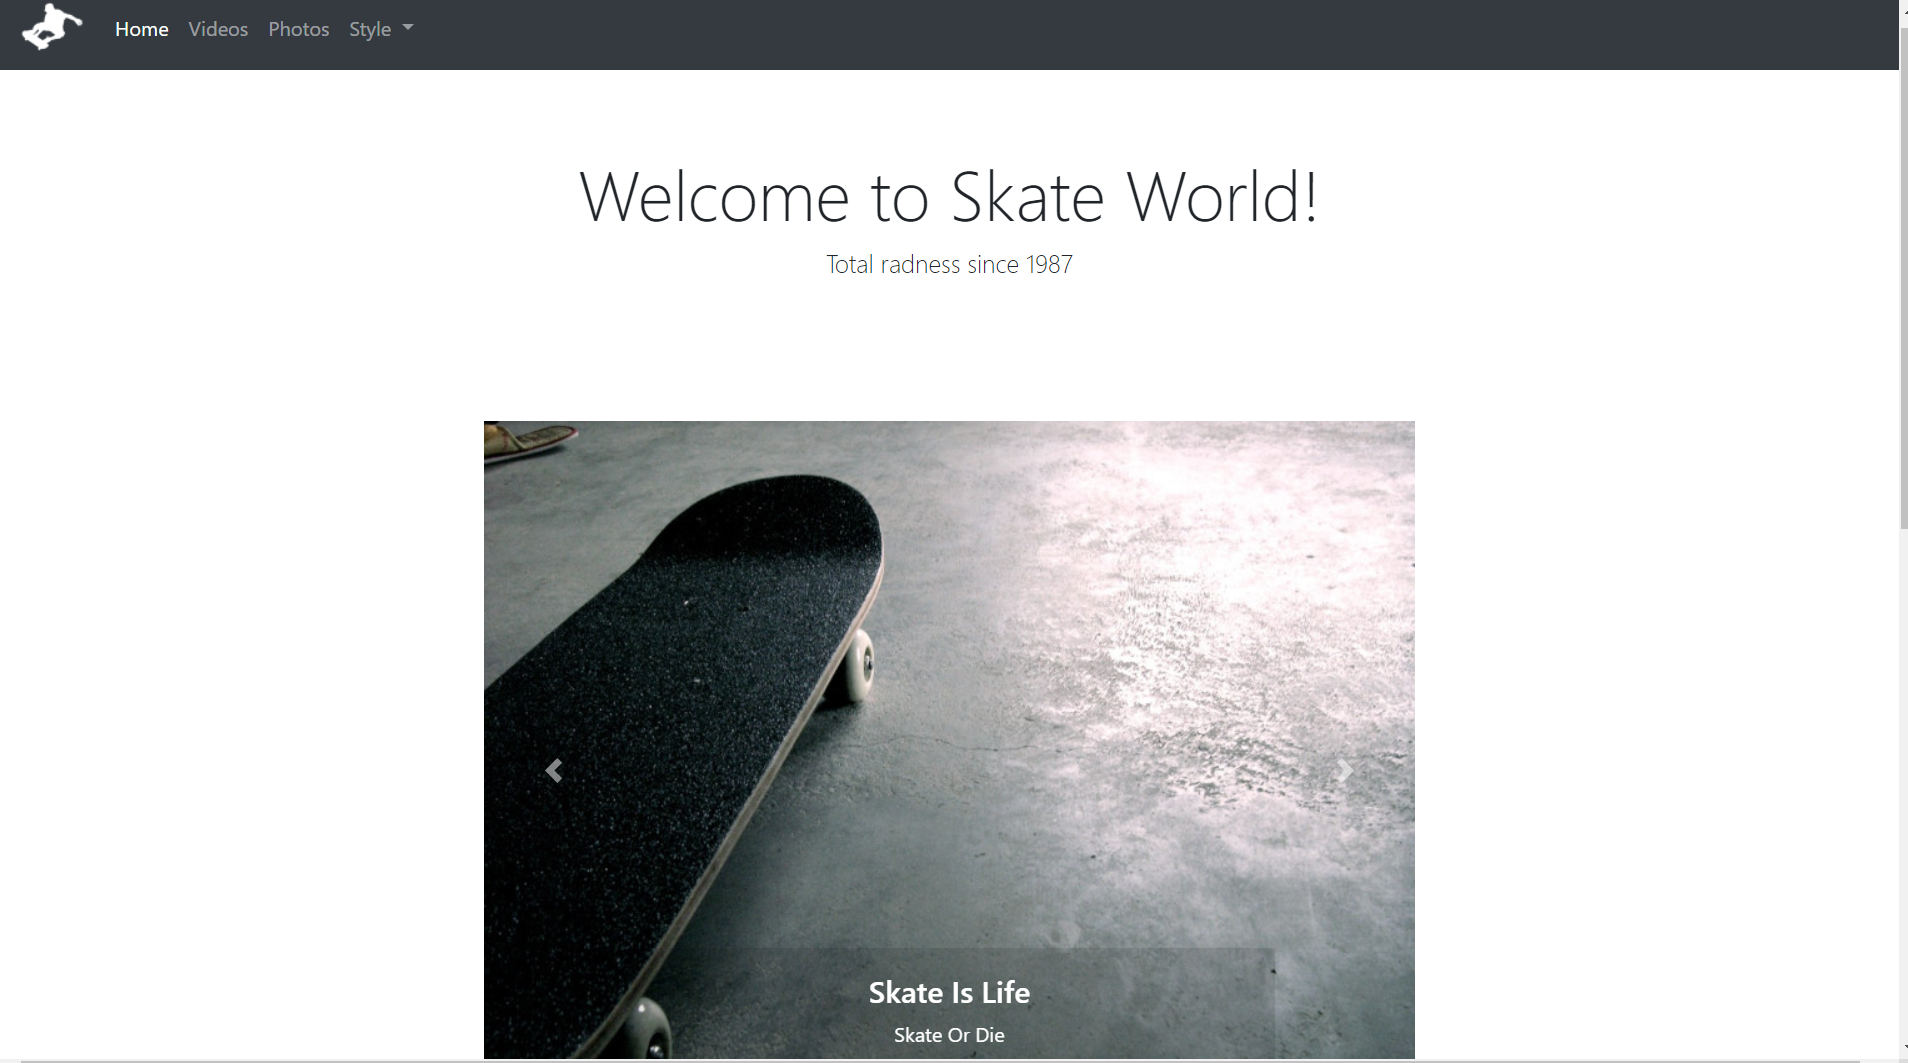 Home Videos Photos Style
Welcome to Skate World!
Total radness since 1987
Skate Is Life
Skate Or Die